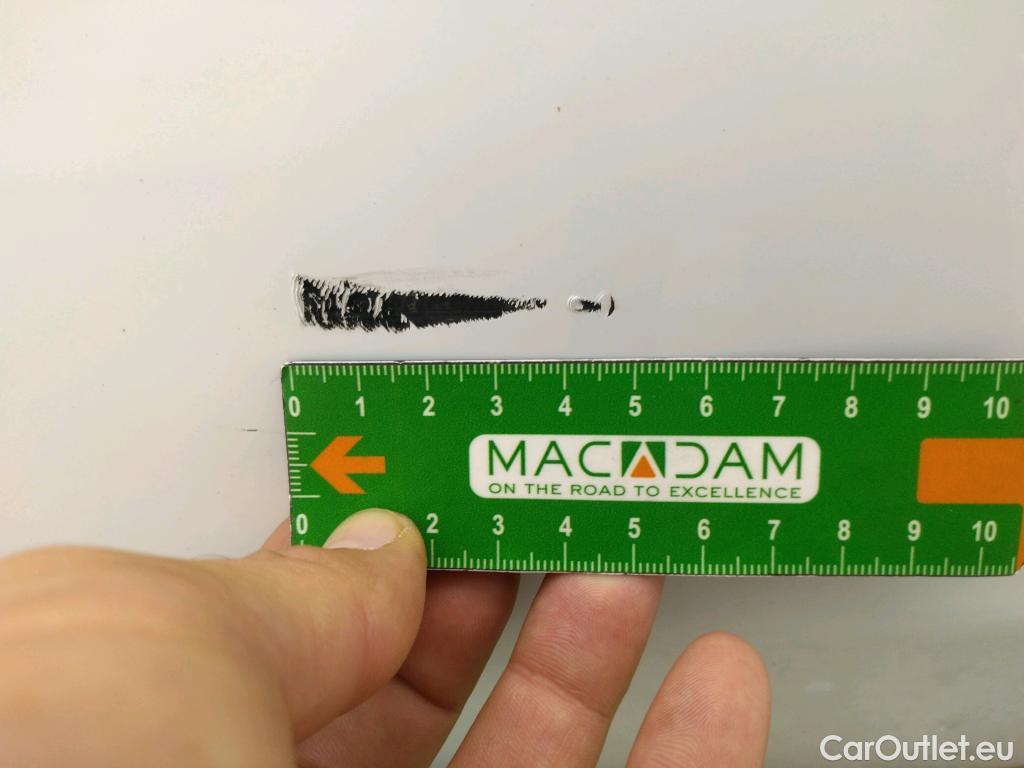 0 1 2 3 4 5 6 7 8 9 10
MACADAM
ON THE ROAD TO EXCELLENCE
0 2 3 4 5 6 7 8 9 10
CarOutlet.eu